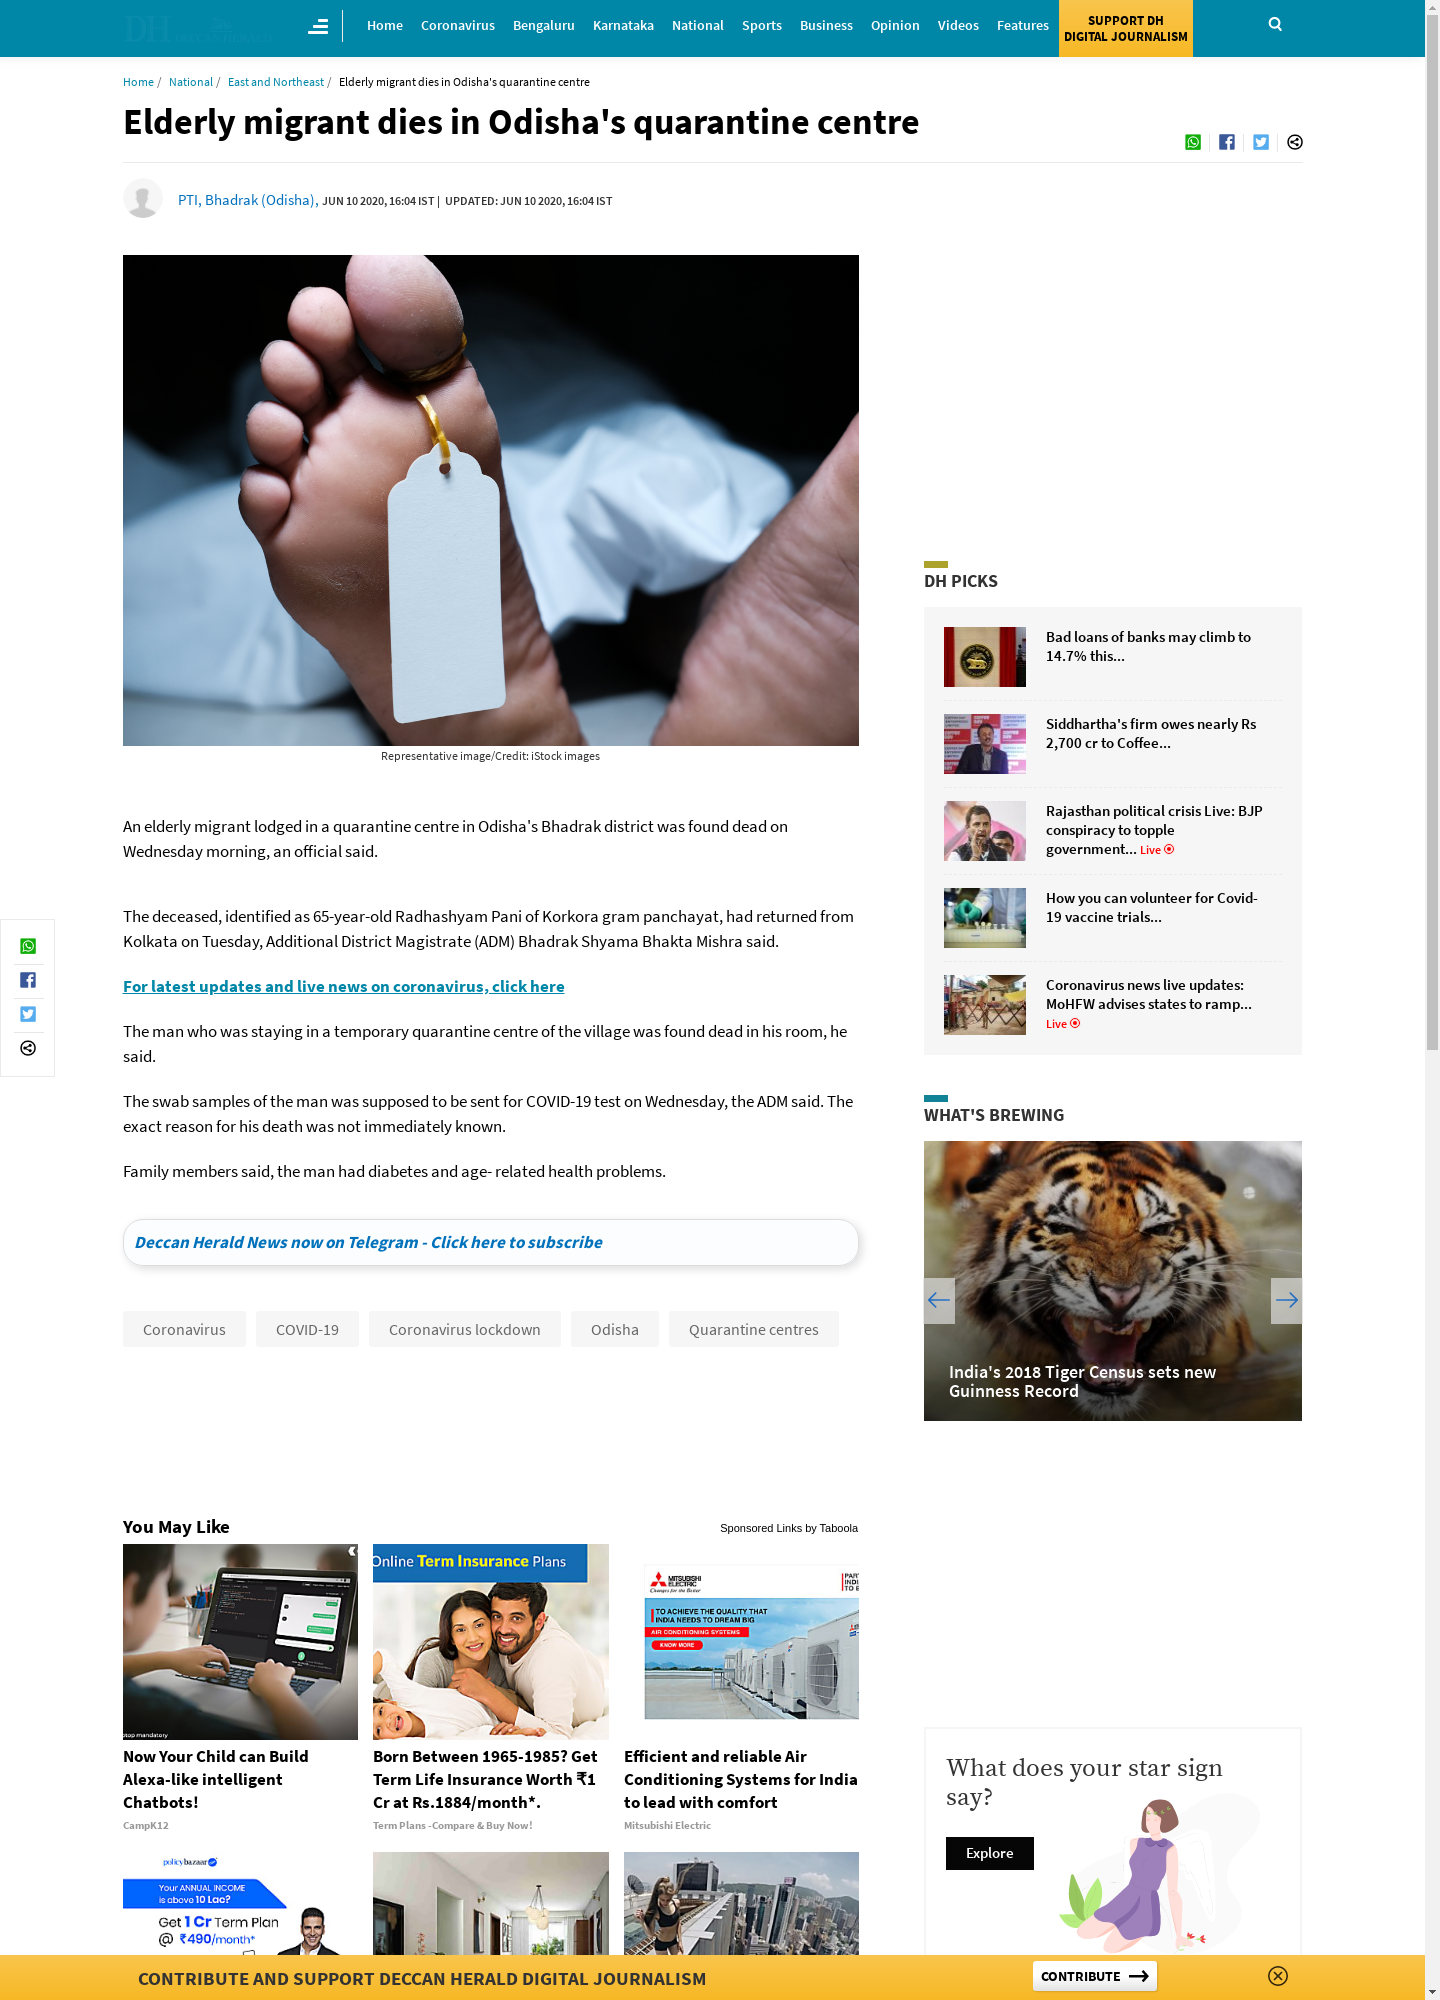 DH DECCAN HERALD
Home Coronavirus Bengaluru Karnataka National Sports Business Opinion Videos Features
SUPPORT DH
DIGITAL JOURNALISM
Home / National / East and Northeast / Elderly migrant dies in Odisha's quarantine centre
Elderly migrant dies in Odisha's quarantine centre
PTI, Bhadrak (Odisha), JUN 10 2020, 16:04 IST | UPDATED: JUN 10 2020, 16:04 IST
Representative image/Credit: iStock images
An elderly migrant lodged in a quarantine centre in Odisha's Bhadrak district was found dead on
Wednesday morning, an official said.
The deceased, identified as 65-year-old Radhashyam Pani of Korkora gram panchayat, had returned from
Kolkata on Tuesday, Additional District Magistrate (ADM) Bhadrak Shyama Bhakta Mishra said.
For latest updates and live news on coronavirus, click here
The man who was staying in a temporary quarantine centre of the village was found dead in his room, he
said.
The swab samples of the man was supposed to be sent for COVID-19 test on Wednesday, the ADM said. The
exact reason for his death was not immediately known.
Family members said, the man had diabetes and age- related health problems.
Deccan Herald News now on Telegram - Click here to subscribe
Coronavirus COVID-19 Coronavirus lockdown Odisha Quarantine centres
DH PICKS
Bad loans of banks may climb to
14.7% this...
Siddhartha's firm owes nearly Rs
2,700 cr to Coffee...
Rajasthan political crisis Live: BJP
conspiracy to topple
government... Live
How you can volunteer for Covid-
19 vaccine trials...
Coronavirus news live updates:
MoHFW advises states to ramp...
Live
WHAT'S BREWING
India's 2018 Tiger Census sets new
Guinness Record
You May Like
Sponsored Links by Taboola
top mandatory
Now Your Child can Build
Alexa-like intelligent
Chatbots!
CampK12
Online Term Insurance Plans
Born Between 1965-1985? Get
Term Life Insurance Worth ₹1
Cr at Rs.1884/month*.
Term Plans -Compare & Buy Now!
MITSUBISHI
ELECTRIC
Changes for the Better
TO ACHIEVE THE QUALITY THAT
INDIA NEEDS TO DREAM BIG
AIR CONDITIONING SYSTEMS
KNOW MORE
Efficient and reliable Air
Conditioning Systems for India
to lead with comfort
Mitsubishi Electric
policybazaar
Your ANNUAL INCOME
is above 10 Lac?
Get 1 Cr Term Plan
@ ₹490/month*
What does your star sign
say?
Explore
CONTRIBUTE AND SUPPORT DECCAN HERALD DIGITAL JOURNALISM
CONTRIBUTE